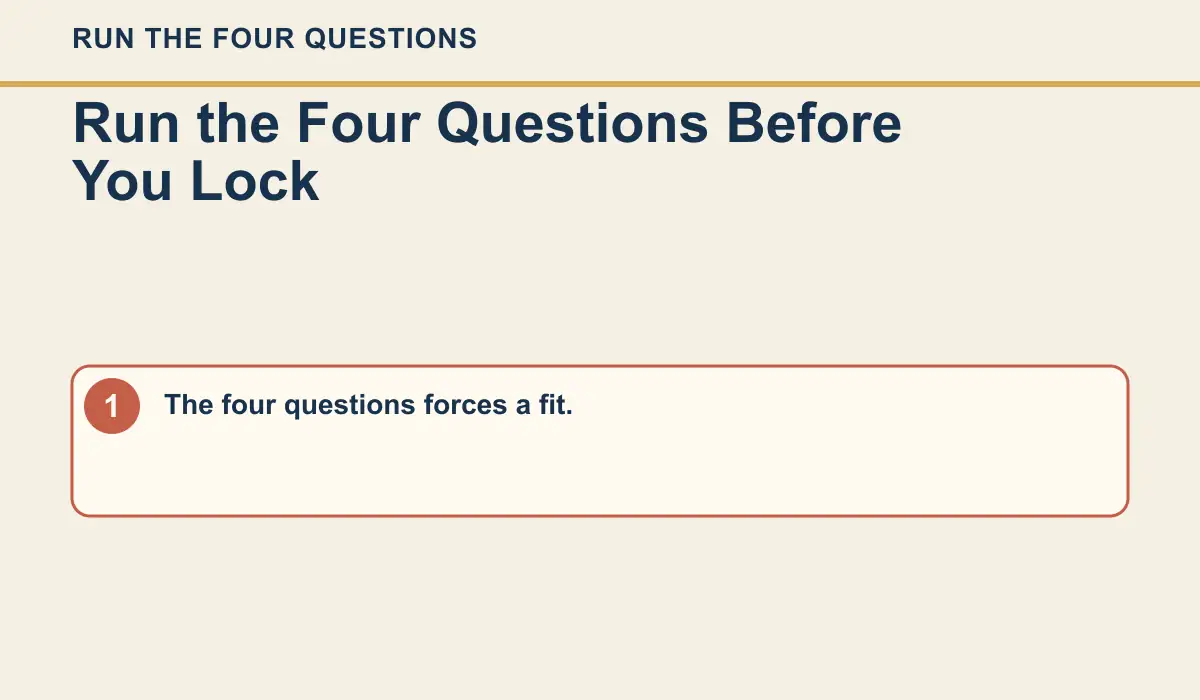 RUN THE FOUR QUESTIONS
Run the Four Questions Before
You Lock
1
The four questions forces a fit.